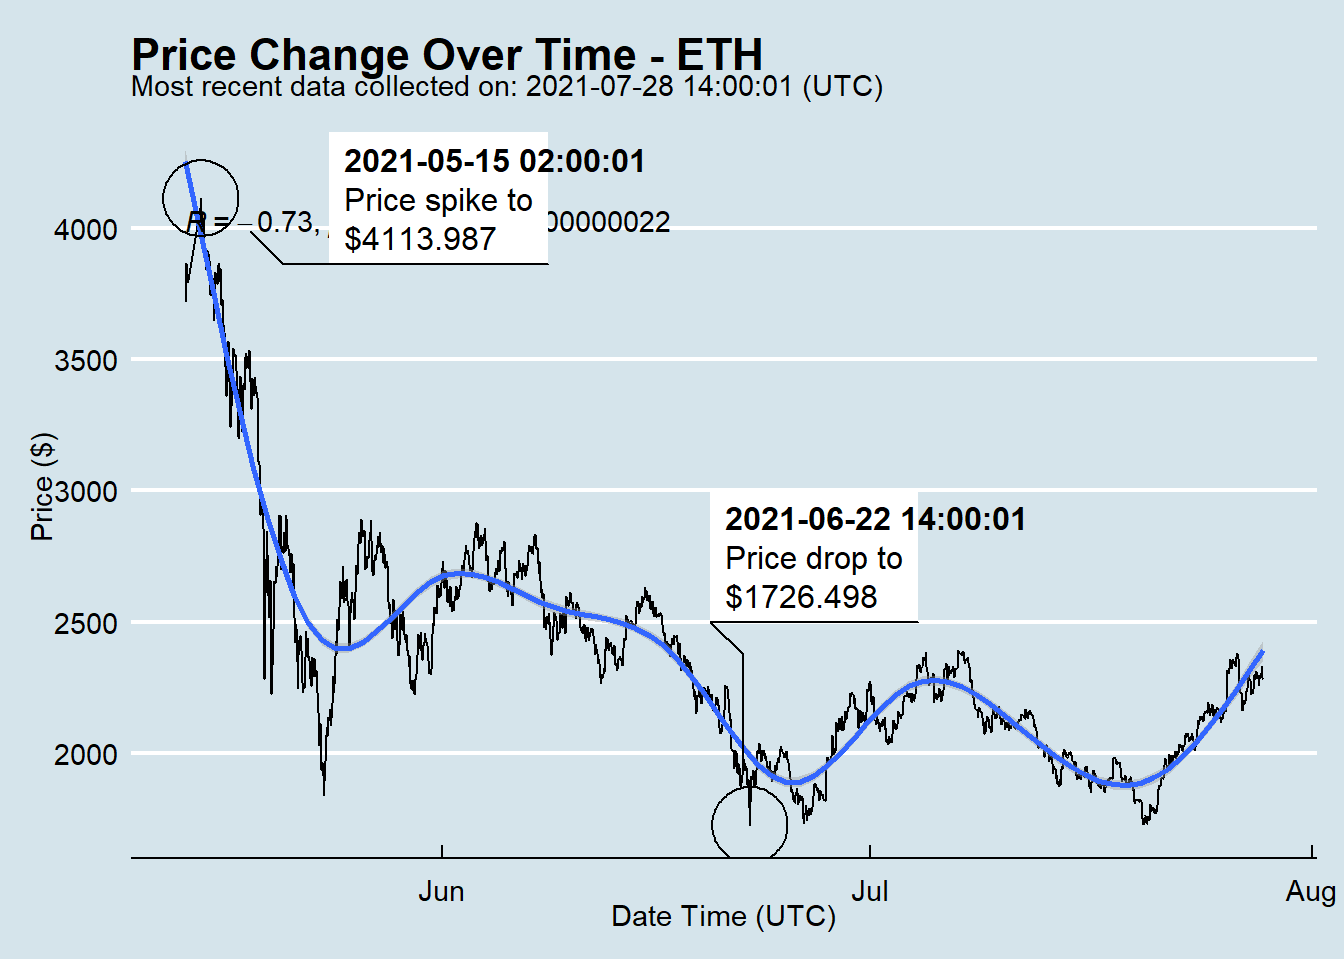 Price Change Over Time - ETH
Most recent data collected on: 2021-07-28 14:00:01 (UTC)
2021-05-15 02:00:01
Price spike to
$4113.987
R = −0.73, 00000022
4000
3500
3000
2500
2000
Price ($)
2021-06-22 14:00:01
Price drop to
$1726.498
Jun
Jul
Aug
Date Time (UTC)